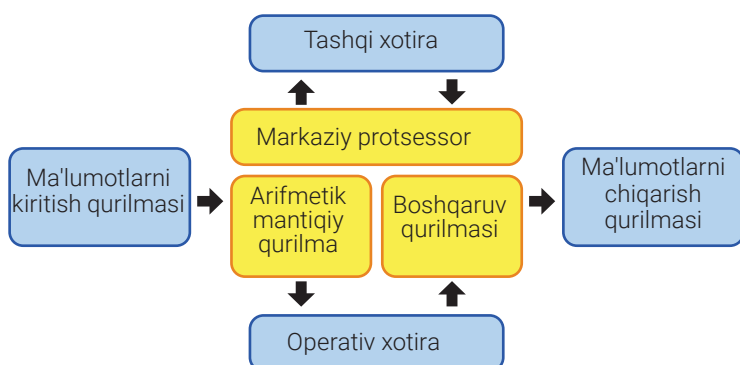 Tashqi xotira
Markaziy protsessor
Ma'lumotlarni
kiritish qurilmasi
Arifmetik
mantiqiy
qurilma
Boshqaruv
qurilmasi
Ma'lumotlarni
chiqarish
qurilmasi
Operativ xotira